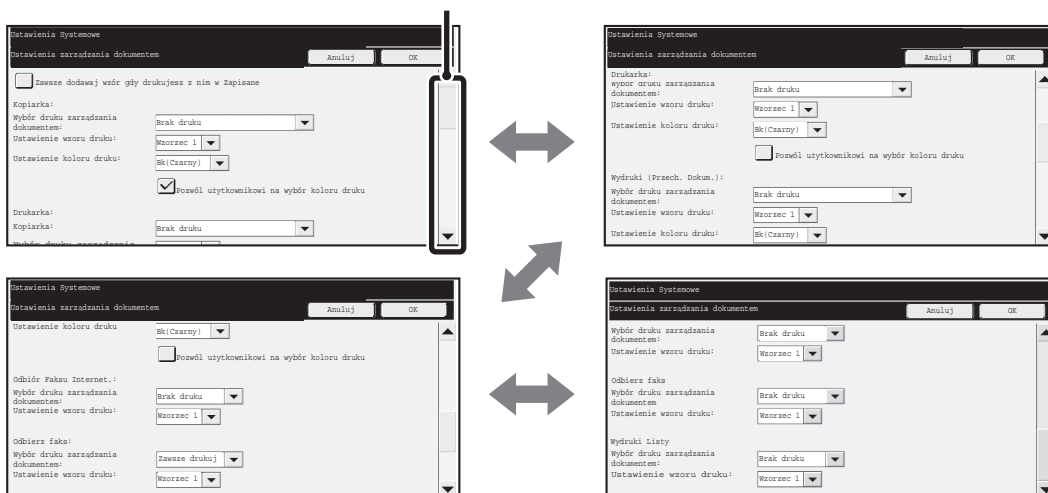 Ustawienia Systemowe
Ustawienia zarządzania dokumentem
Anuluj
OK
Zawsze dodawaj wzór gdy drukujesz z nim w Zapisane
Kopiarka:
Wybór druku zarządzania
dokumentem:
Brak druku
Ustawienie wzoru druku:
Wzorzec 1
Ustawienie koloru druku:
Bk(Czarny)
Pozwól użytkownikowi na wybór koloru druku
Drukarka:
Kopiarka:
Brak druku
Wybór druku zarządzania
Ustawienia Systemowe
Ustawienia zarządzania dokumentem
Anuluj
OK
Drukarka:
Wybór druku zarządzania
dokumentem:
Brak druku
Ustawienie wzoru druku:
Wzorzec 1
Ustawienie koloru druku:
Bk(Czarny)
Pozwól użytkownikowi na wybór koloru druku
Wydruki (Przech. Dokum.):
Wybór druku zarządzania
dokumentem:
Brak druku
Ustawienie wzoru druku:
Wzorzec 1
Ustawienie koloru druku:
Bk(Czarny)
Ustawienia Systemowe
Ustawienia zarządzania dokumentem
Anuluj
OK
Ustawienie koloru druku
Bk(Czarny)
Pozwól użytkownikowi na wybór koloru druku
Odbiór Faksu Internet.:
Wybór druku zarządzania
dokumentem:
Brak druku
Ustawienie wzoru druku:
Wzorzec 1
Odbierz faks:
Wybór druku zarządzania
dokumentem:
Zawsze drukuj
Ustawienie wzoru druku:
Wzorzec 1
Ustawienia Systemowe
Ustawienia zarządzania dokumentem
Anuluj
OK
Wybór druku zarządzania
dokumentem:
Brak druku
Ustawienie wzoru druku:
Wzorzec 1
Odbierz faks
Wybór druku zarządzania
dokumentem
Brak druku
Ustawienie wzoru druku:
Wzorzec 1
Wydruki Listy
Wybór druku zarządzania
dokumentem:
Brak druku
Ustawienie wzoru druku:
Wzorzec 1